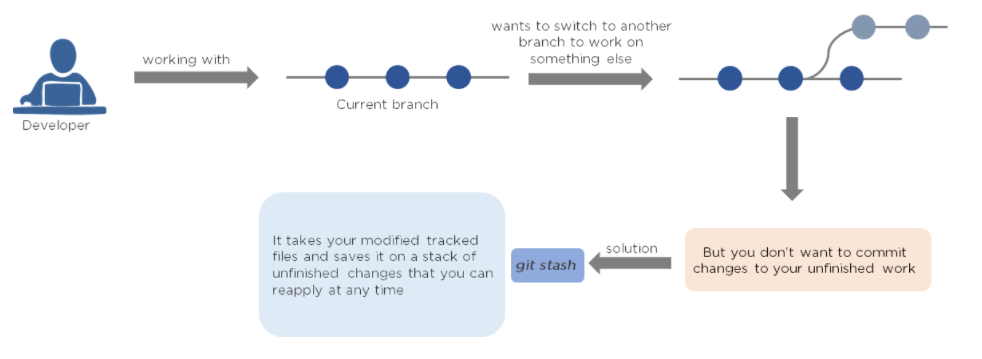 working with
Developer
Current branch
wants to switch to another
branch to work on
something else
But you don't want to commit
changes to your unfinished work
solution
git stash
It takes your modified tracked
files and saves it on a stack of
unfinished changes that you can
reapply at any time